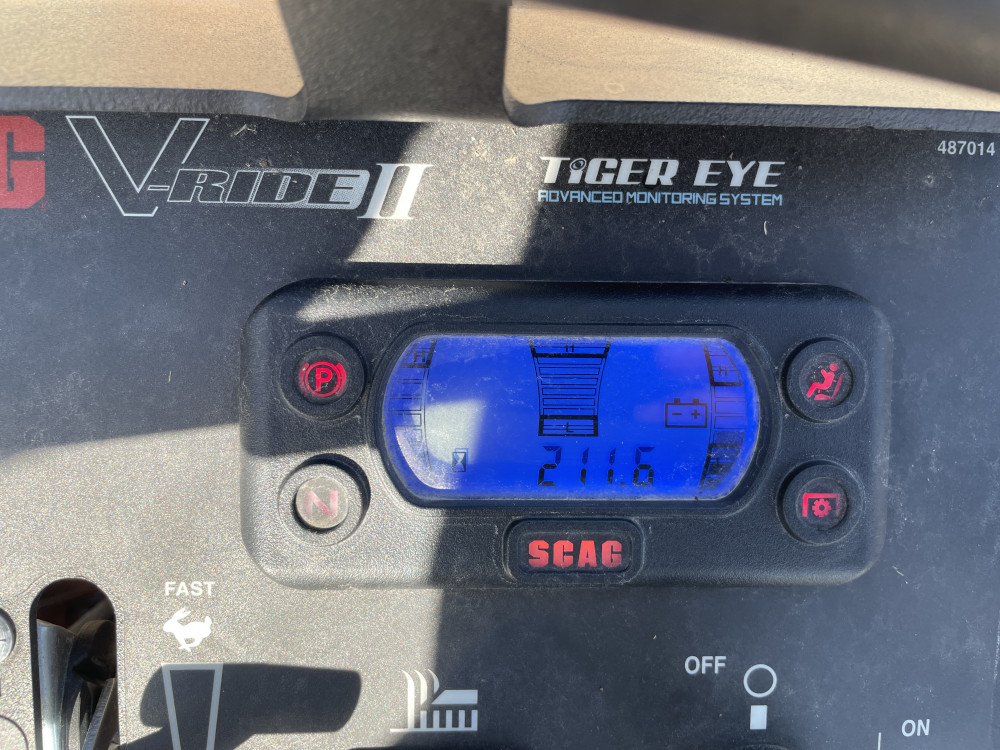 G
V-RIDE II
TIGER EYE
ADVANCED MONITORING SYSTEM
487014
P
H
H
L
- +
211.6
N
SCAG
FAST
OFF
ON